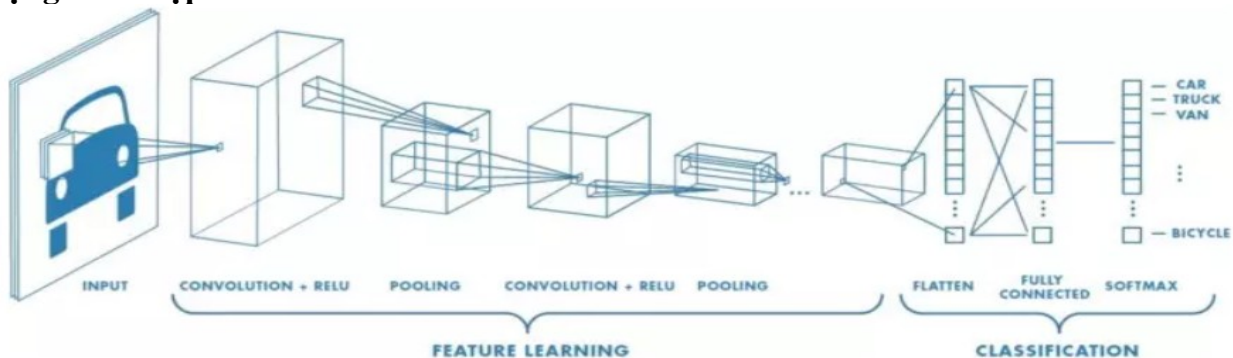 CAR
TRUCK
VAN
BICYCLE
INPUT
CONVOLUTION + RELU
POOLING
CONVOLUTION + RELU
POOLING
FLATTEN
FULLY
CONNECTED
SOFTMAX
FEATURE LEARNING
CLASSIFICATION